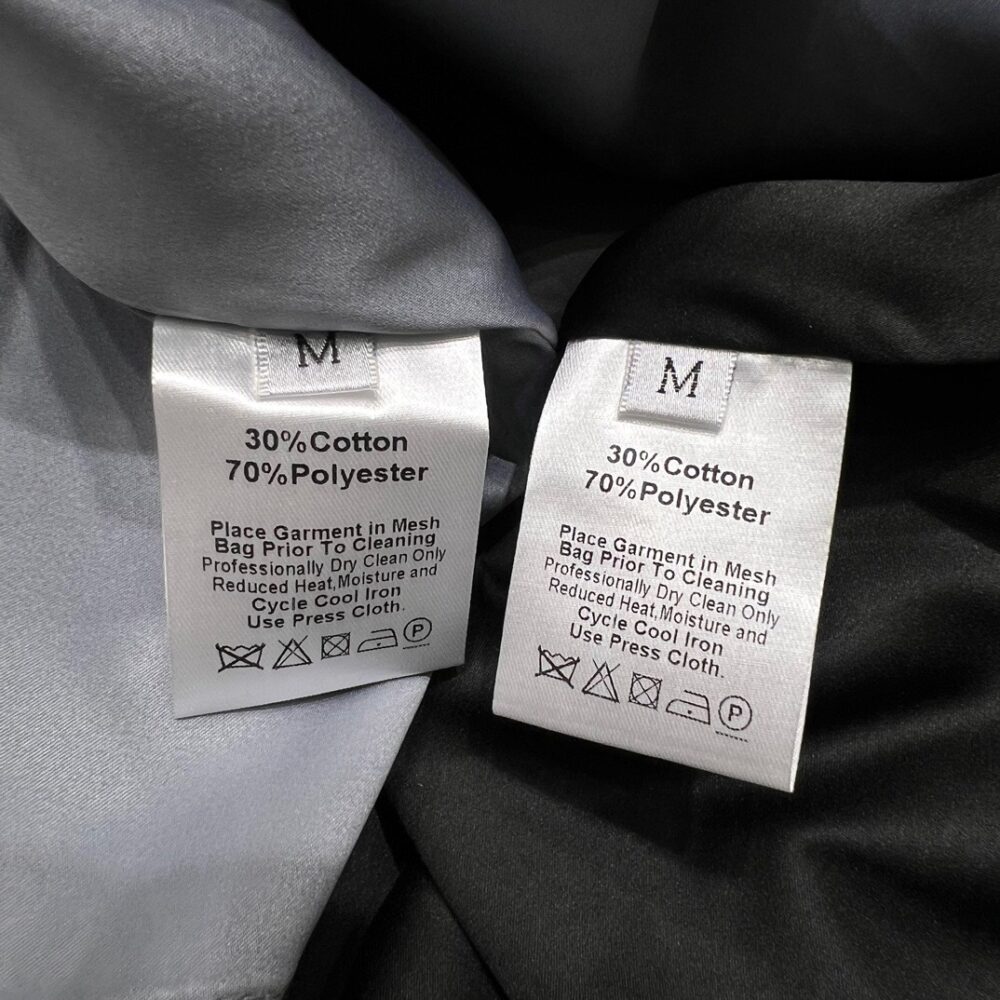 M
30%Cotton
70%Polyester
Place Garment in Mesh
Bag Prior To Cleaning
Professionally Dry Clean Only
Reduced Heat,Moisture and
Cycle Cool Iron
Use Press Cloth.
P
M
30%Cotton
70%Polyester
Place Garment in Mesh
Bag Prior To Cleaning
Professionally Dry Clean Only
Reduced Heat,Moisture and
Cycle Cool Iron
Use Press Cloth.
P